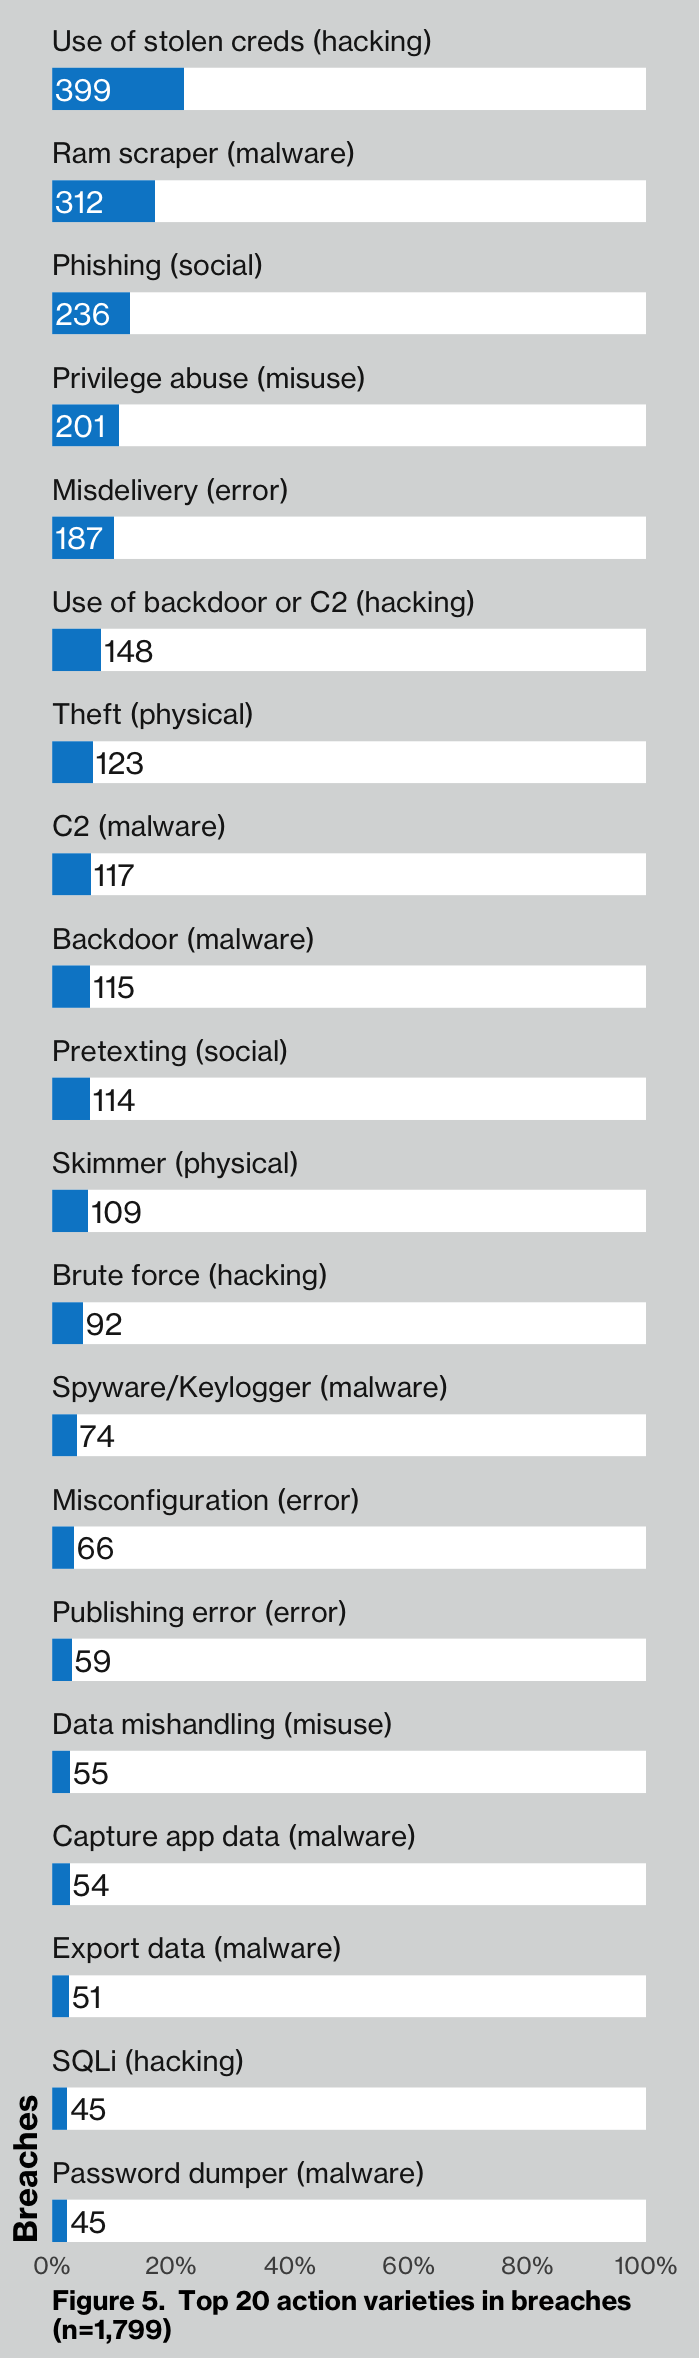 Use of stolen creds (hacking)
399
Ram scraper (malware)
312
Phishing (social)
236
Privilege abuse (misuse)
201
Misdelivery (error)
187
Use of backdoor or C2 (hacking)
148
Theft (physical)
123
C2 (malware)
117
Backdoor (malware)
115
Pretexting (social)
114
Skimmer (physical)
109
Brute force (hacking)
92
Spyware/Keylogger (malware)
74
Misconfiguration (error)
66
Publishing error (error)
59
Data mishandling (misuse)
55
Capture app data (malware)
54
Export data (malware)
51
SQLi (hacking)
45
Password dumper (malware)
45
Breaches
0% 20% 40% 60% 80% 100%
Figure 5. Top 20 action varieties in breaches
(n=1,799)